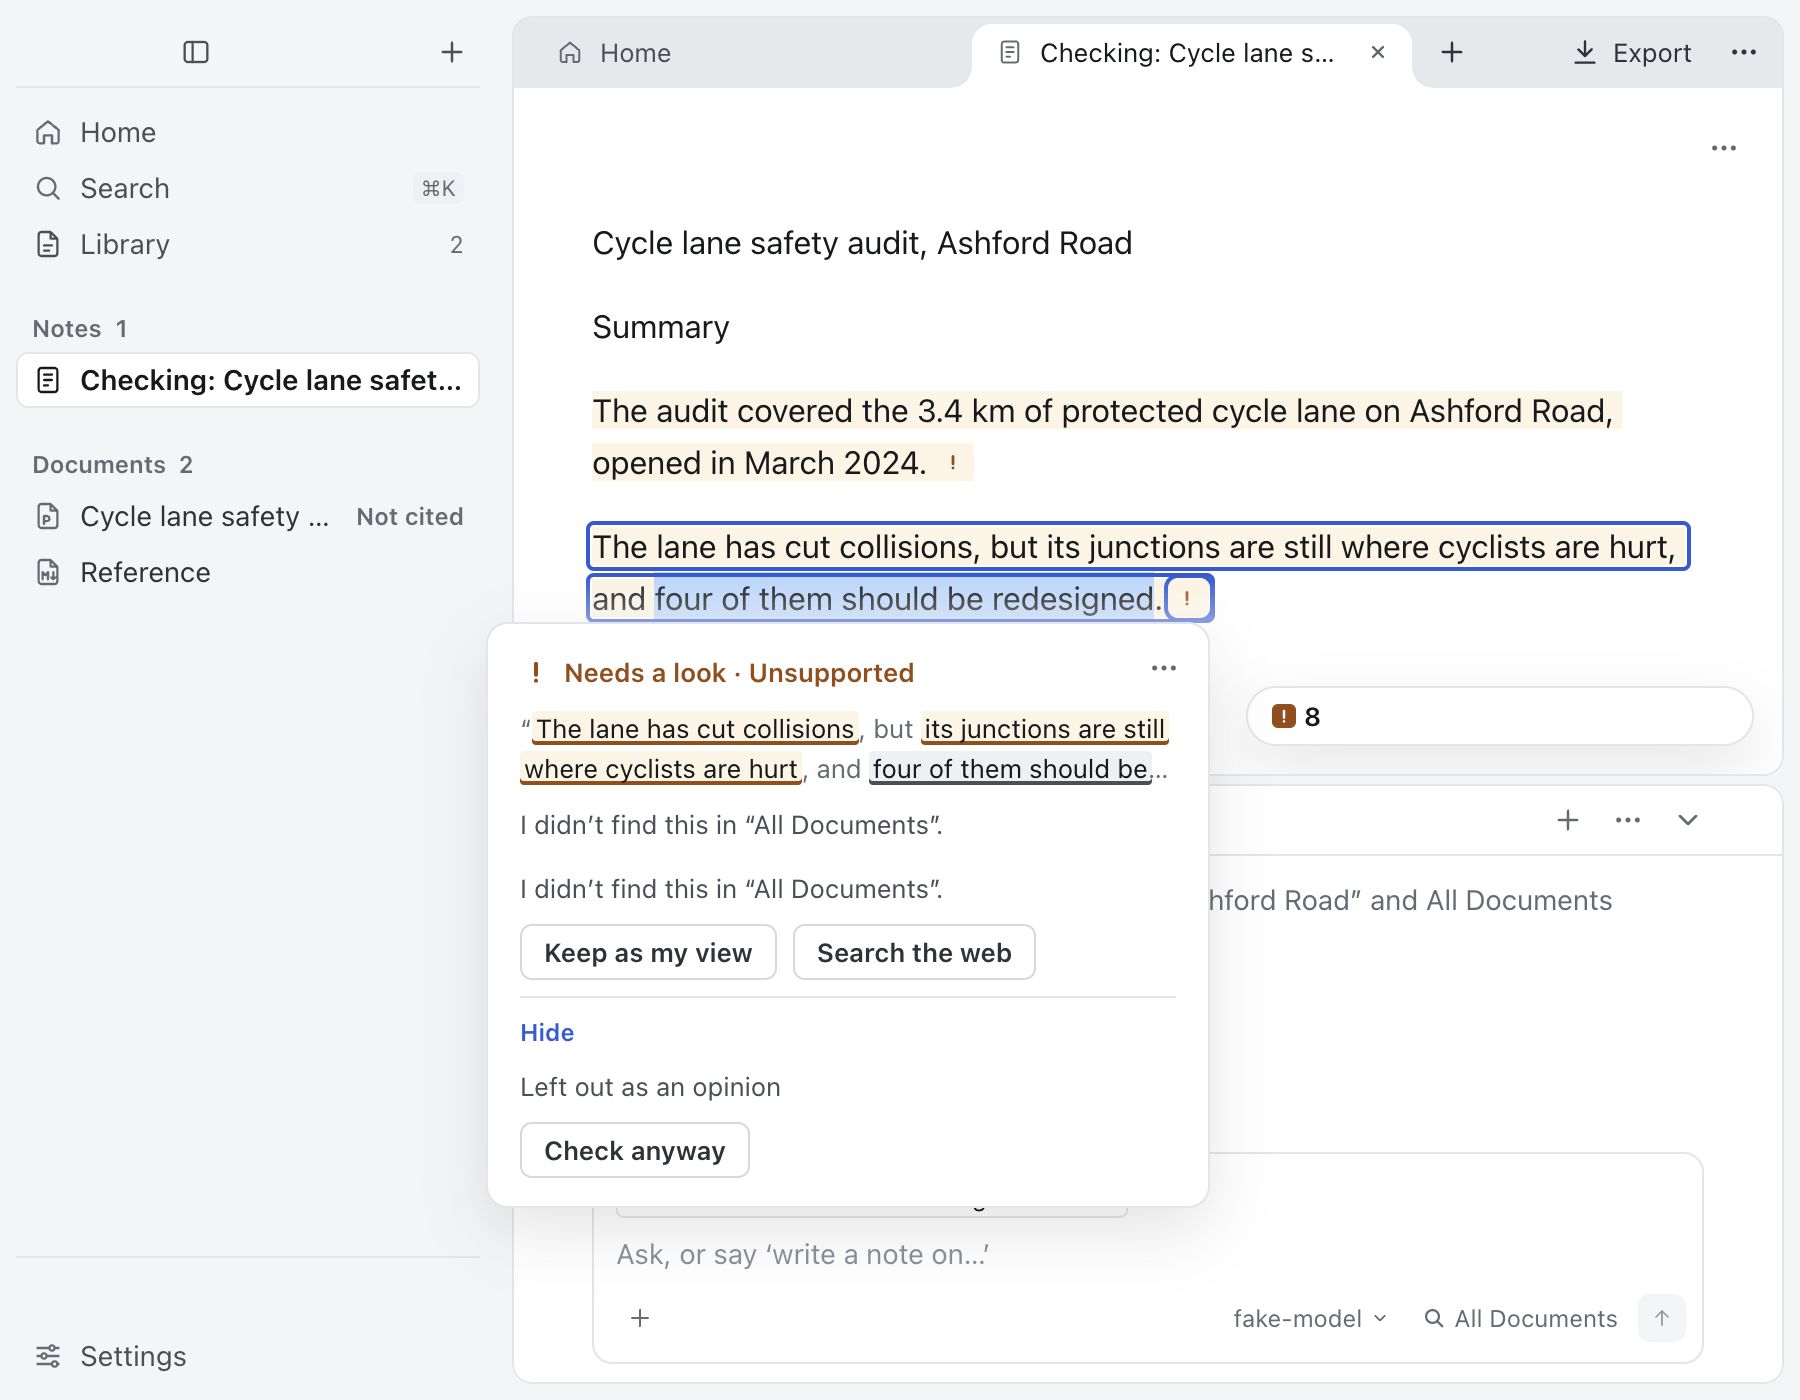 Home
Search ⌘K
Library 2
Notes 1
Checking: Cycle lane safet...
Documents 2
Cycle lane safety ... Not cited
Reference
Settings
Home
Checking: Cycle lane s...
Export
Cycle lane safety audit, Ashford Road
Summary
The audit covered the 3.4 km of protected cycle lane on Ashford Road,
opened in March 2024. !
The lane has cut collisions, but its junctions are still where cyclists are hurt,
and four of them should be redesigned. !
! 8
! Needs a look · Unsupported
“The lane has cut collisions, but its junctions are still
where cyclists are hurt, and four of them should be...
I didn’t find this in “All Documents”.
I didn’t find this in “All Documents”.
Keep as my view
Search the web
Hide
Left out as an opinion
Check anyway
hford Road” and All Documents
Ask, or say ‘write a note on...’
fake-model
All Documents